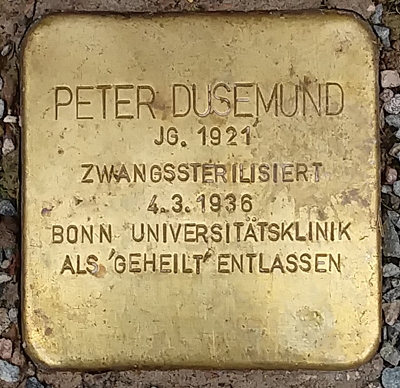 PETER DUSEMUND
JG. 1921
ZWANGSSTERILISIERT
4.3.1936
BONN UNIVERSITÄTSKLINIK
ALS 'GEHEILT' ENTLASSEN